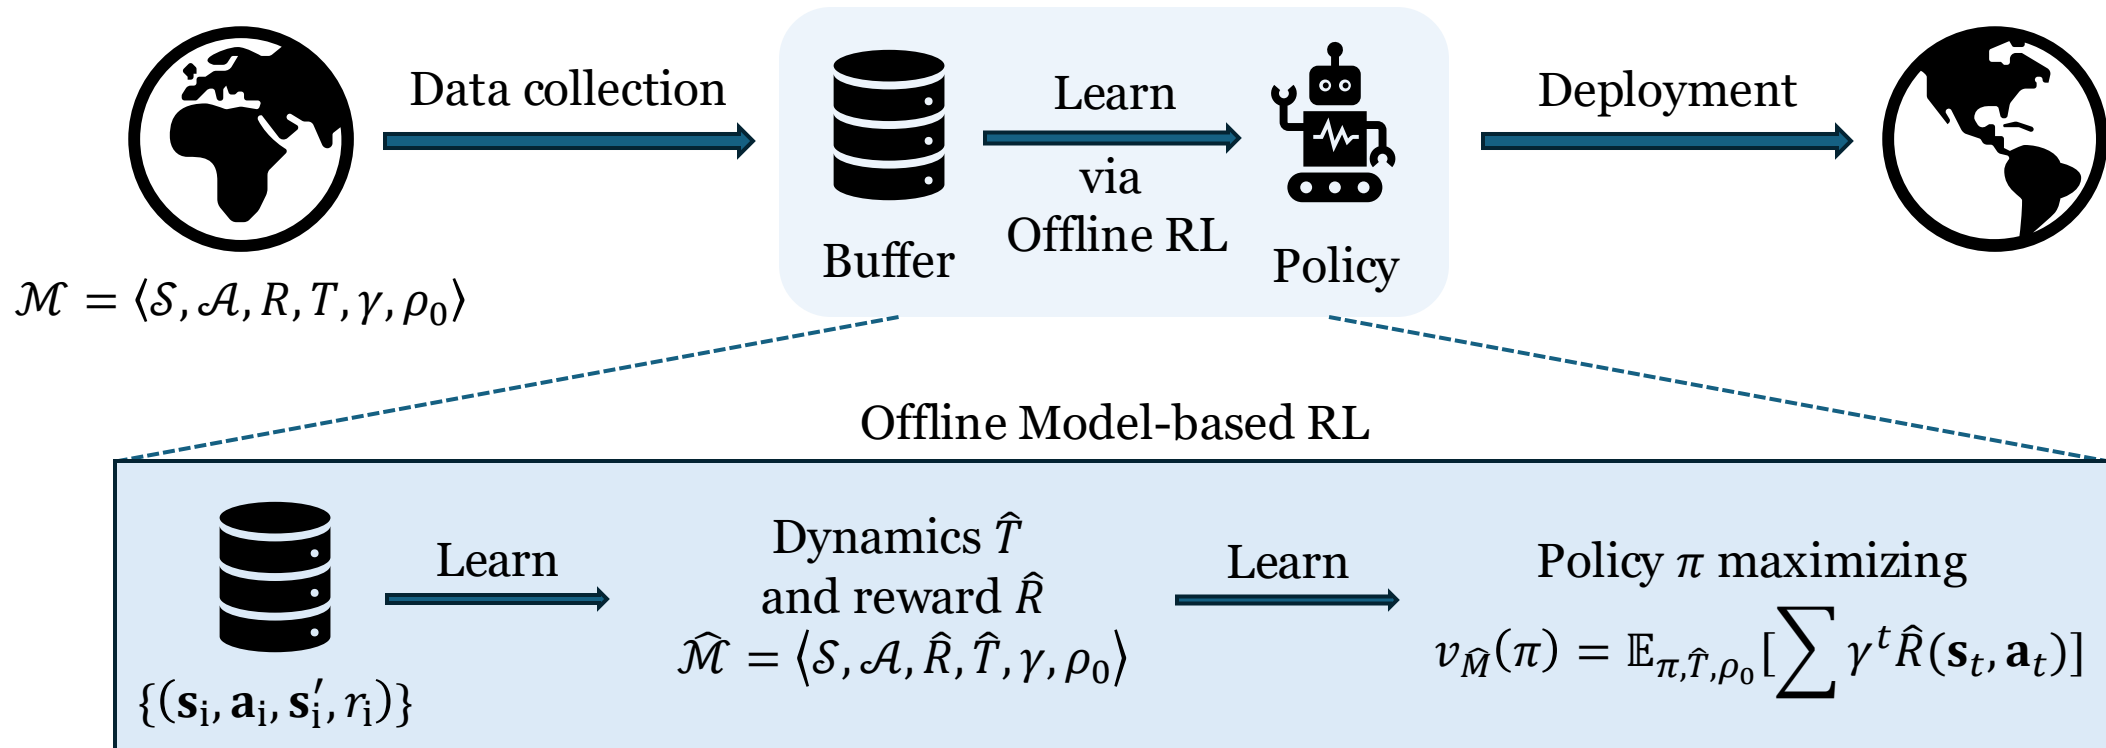 Data collection
Learn
via
Offline RL
Deployment
Buffer
Policy
ℳ = ⟨𝒮, 𝒜, R, T, γ, ρ₀⟩
Offline Model-based RL
Learn
Dynamics T̂
and reward R̂
ℳ̂ = ⟨𝒮, 𝒜, R̂, T̂, γ, ρ₀⟩
Learn
Policy π maximizing
v_M̂(π) = 𝔼_{π,T̂,ρ₀}[∑ γᵗ R̂(𝐬ₜ, 𝐚ₜ)]
{(𝐬ᵢ, 𝐚ᵢ, 𝐬ᵢ′, rᵢ)}